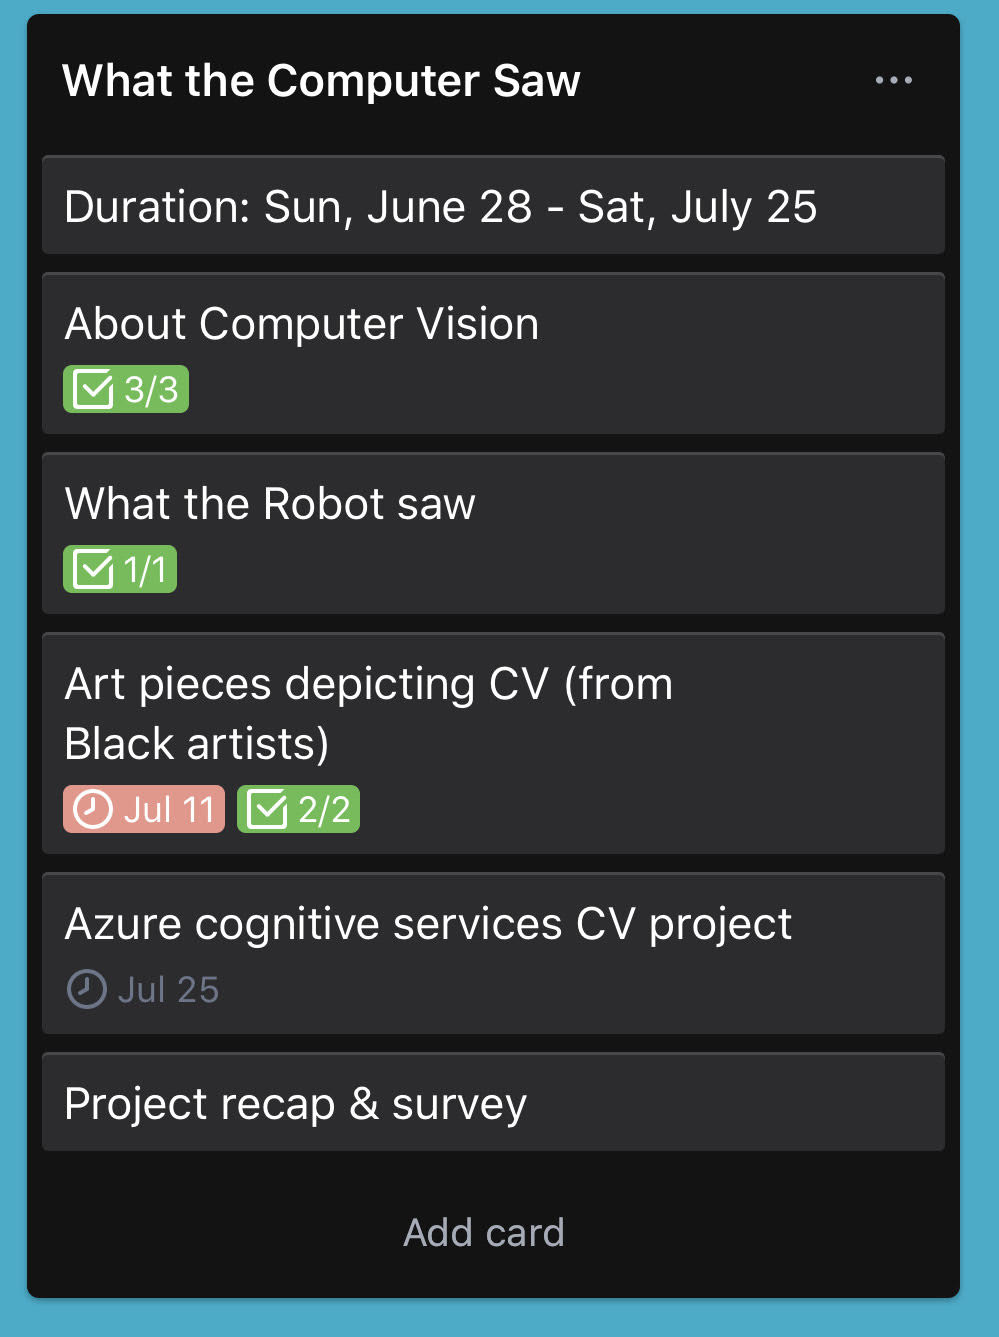 What the Computer Saw
Duration: Sun, June 28 - Sat, July 25
About Computer Vision
3/3
What the Robot saw
1/1
Art pieces depicting CV (from
Black artists)
Jul 11 2/2
Azure cognitive services CV project
Jul 25
Project recap & survey
Add card